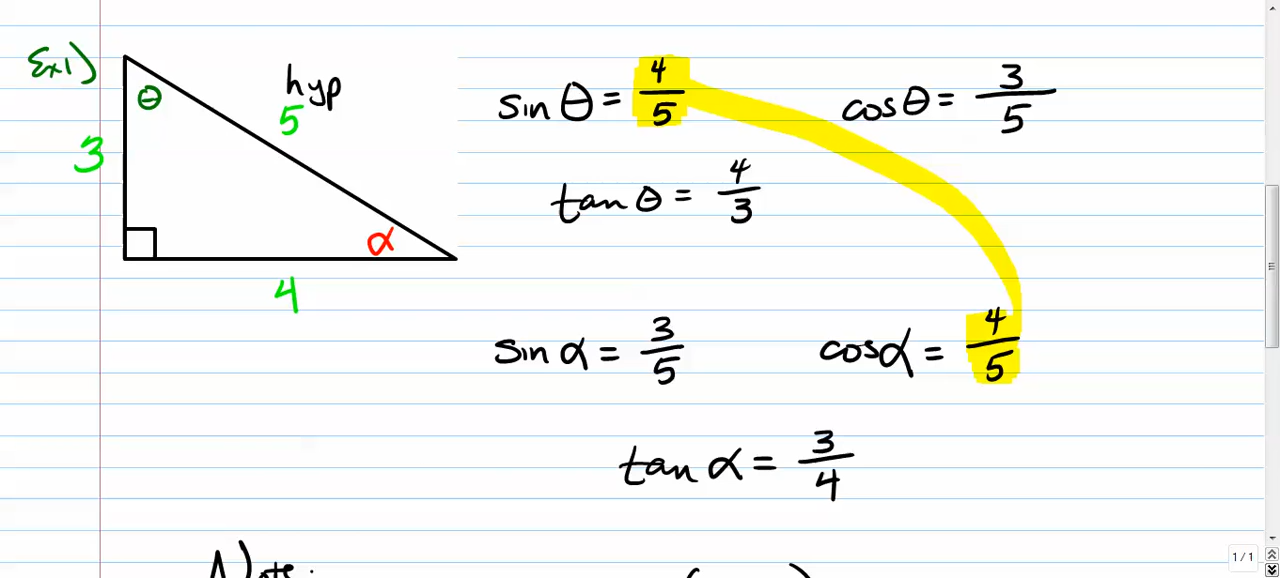 Ex1)
θ
hyp
5
3
α
4
sin θ = 4/5
cos θ = 3/5
tan θ = 4/3
sin α = 3/5
cos α = 4/5
tan α = 3/4
Note:
1 / 1